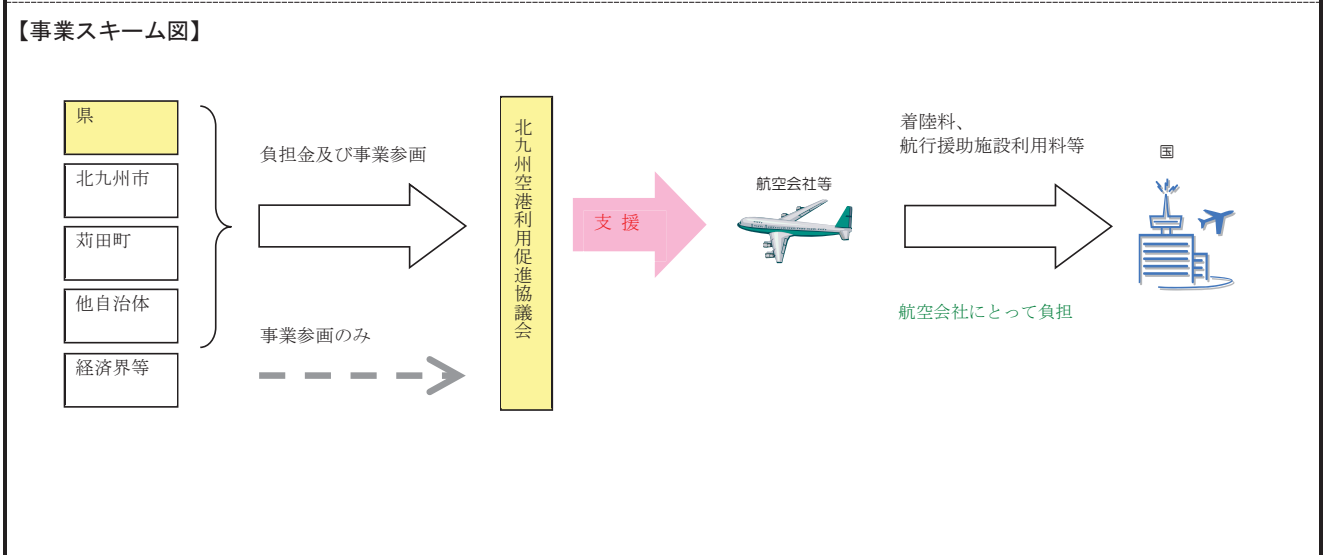 【事業スキーム図】
県
北九州市
苅田町
他自治体
経済界等
負担金及び事業参画
事業参画のみ
北九州空港利用促進協議会
支援
航空会社等
着陸料、
航行援助施設利用料等
航空会社にとって負担
国